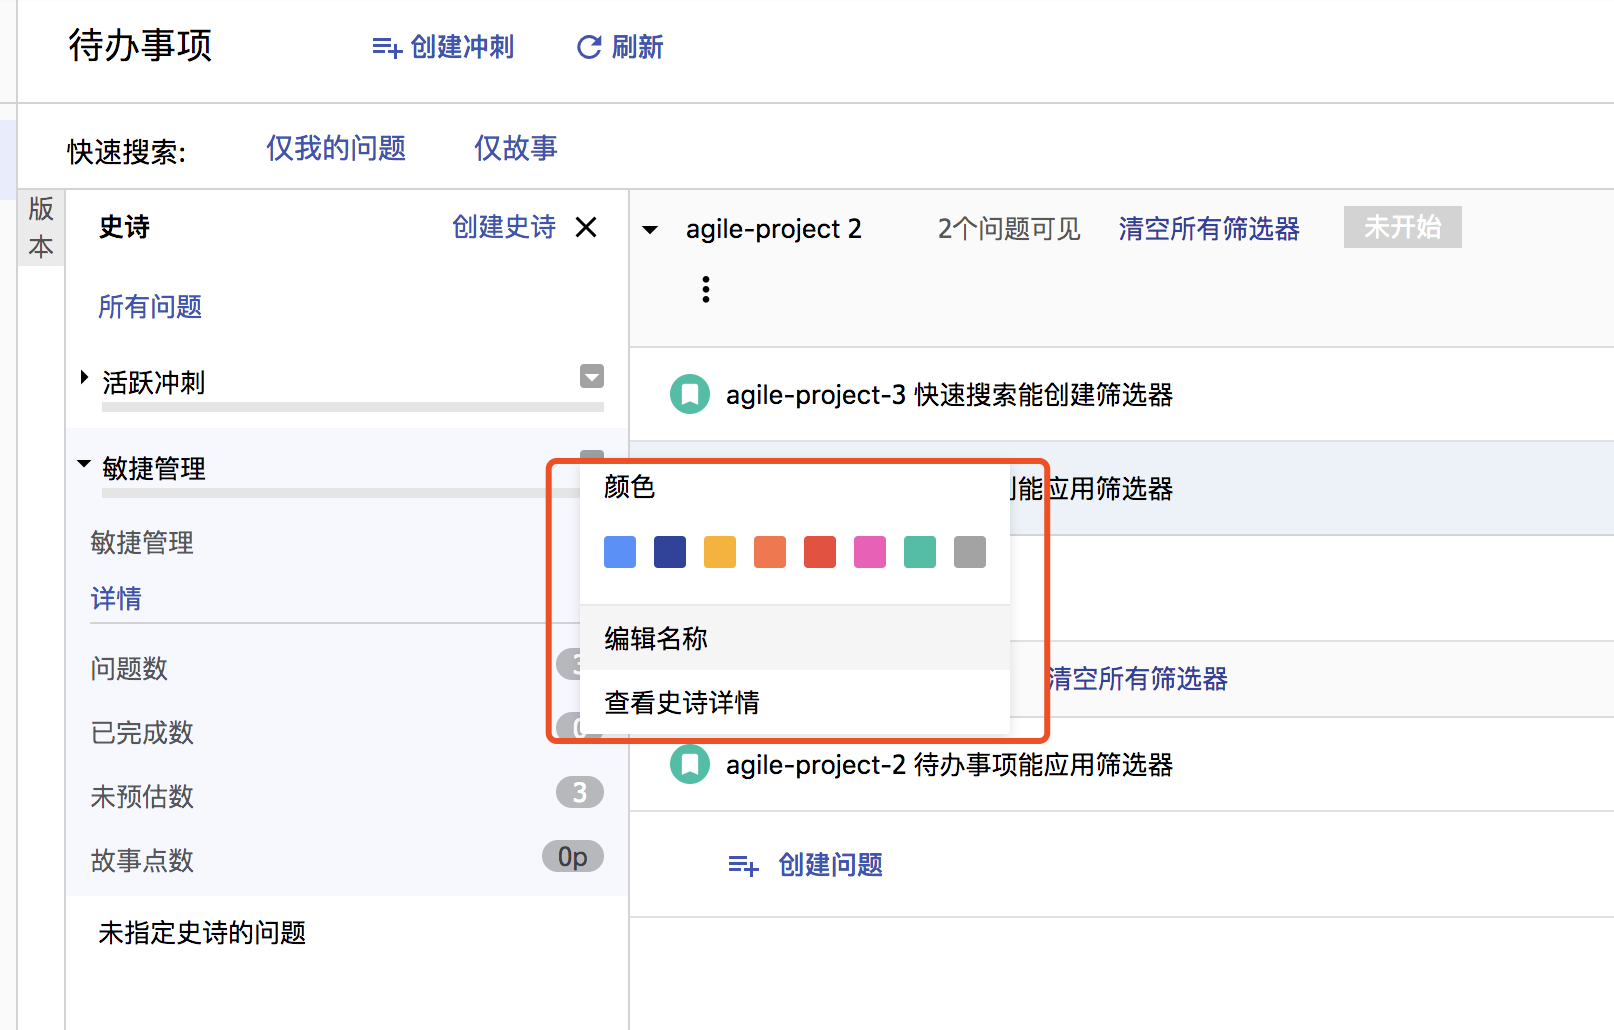 待办事项
创建冲刺
刷新
快速搜索:
仅我的问题
仅故事
版本
史诗
创建史诗
所有问题
活跃冲刺
敏捷管理
敏捷管理
详情
问题数
已完成数
未预估数
3
故事点数
0p
未指定史诗的问题
颜色
编辑名称
查看史诗详情
agile-project 2
2个问题可见
清空所有筛选器
未开始
agile-project-3 快速搜索能创建筛选器
能应用筛选器
清空所有筛选器
agile-project-2 待办事项能应用筛选器
创建问题